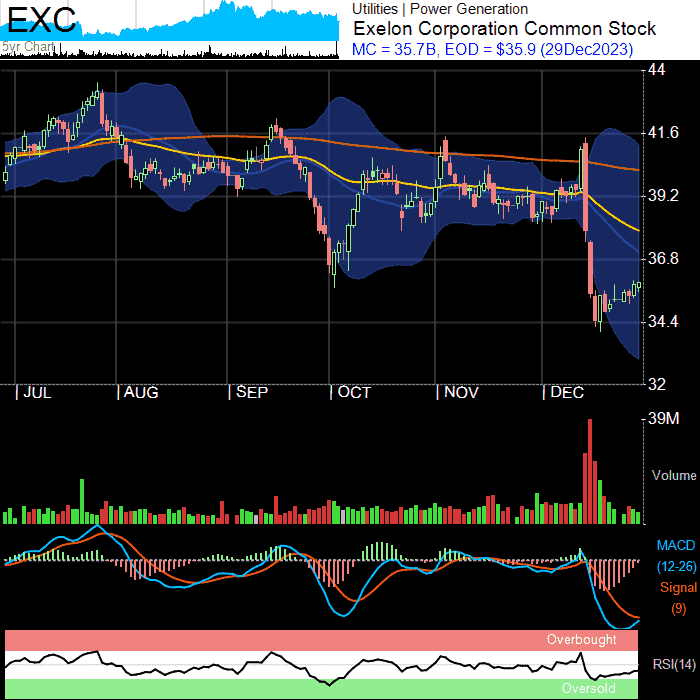 EXC
5yr Chart
Utilities | Power Generation
Exelon Corporation Common Stock
MC = 35.7B, EOD = $35.9 (29Dec2023)
44
41.6
39.2
36.8
34.4
32
JUL AUG SEP OCT NOV DEC
39M
Volume
MACD
(12-26)
Signal
(9)
Overbought
RSI(14)
Oversold